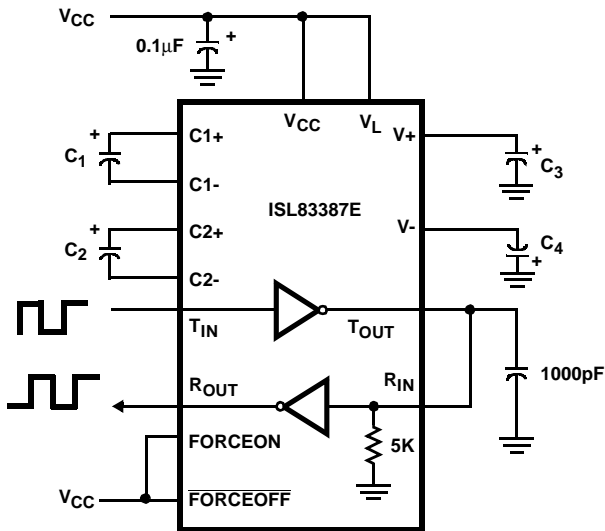 VCC
0.1μF +
VCC
VL
+
C1
C1+
C1-
V+
+
C3
ISL83387E
+
C2
C2+
C2-
V-
C4
+
TIN
TOUT
ROUT
RIN
1000pF
FORCEON
5K
VCC
FORCEOFF